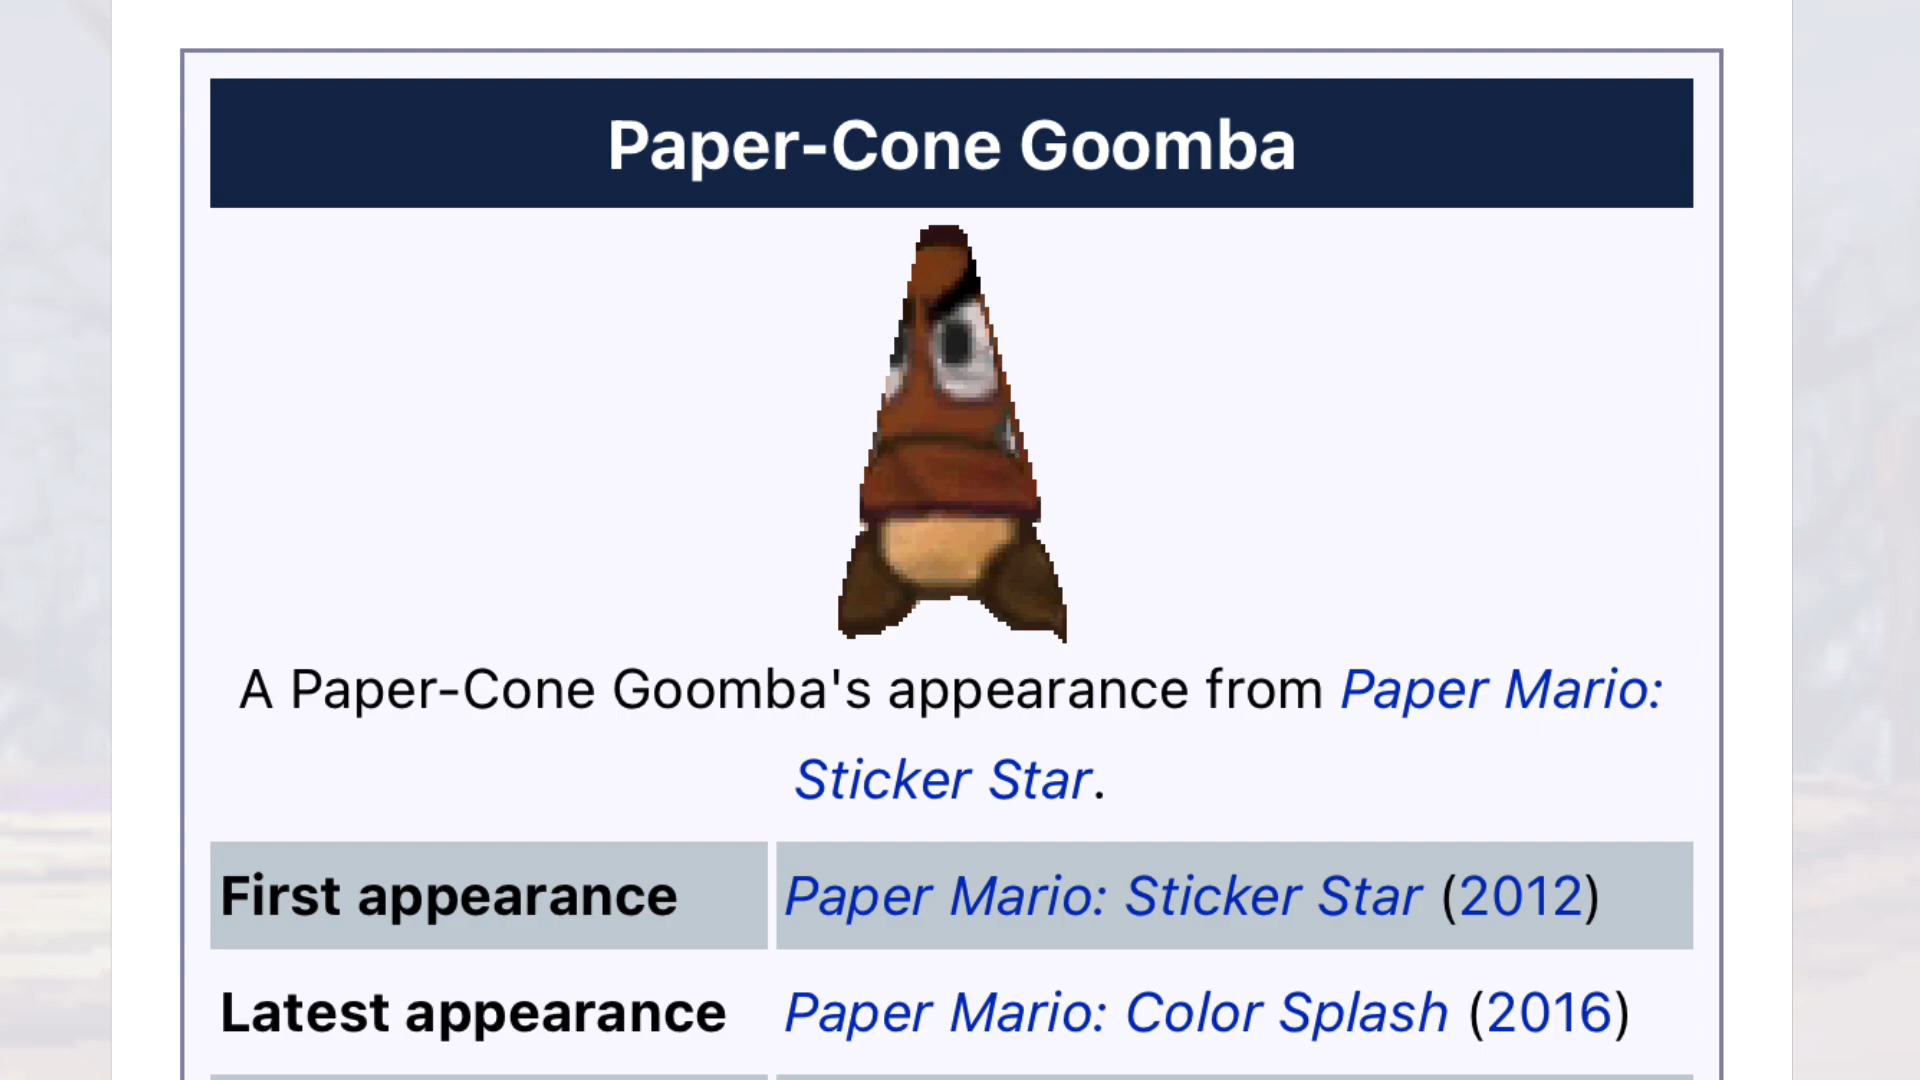 Paper-Cone Goomba
A Paper-Cone Goomba's appearance from Paper Mario:
Sticker Star.
First appearance Paper Mario: Sticker Star (2012)
Latest appearance Paper Mario: Color Splash (2016)